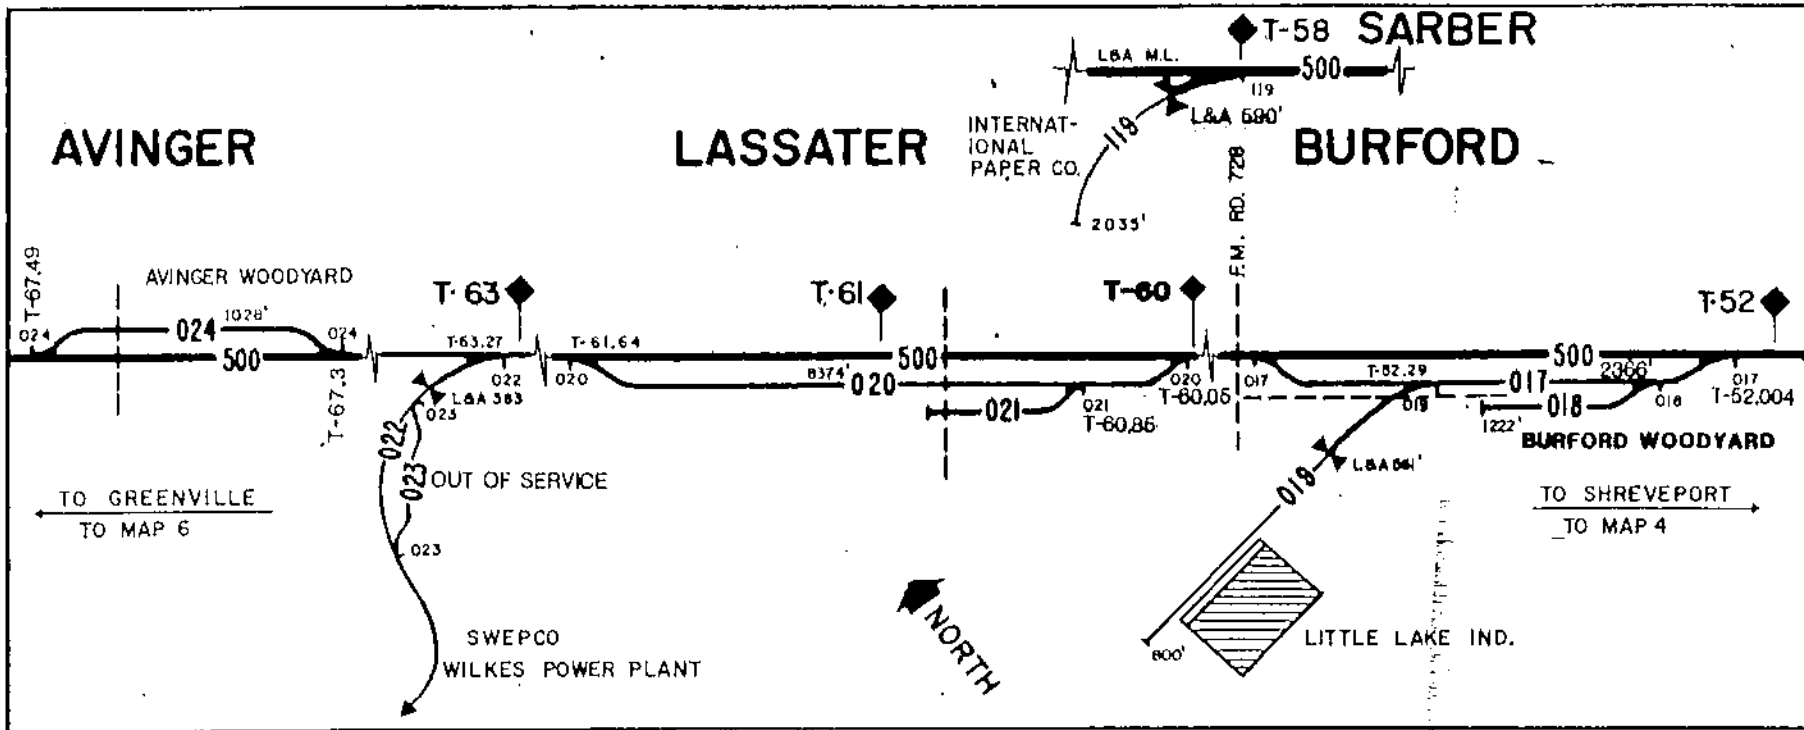 T-58 SARBER
L&A M.L.
500
119
L&A 590'
INTERNAT-
IONAL
PAPER CO.
119
2035'
AVINGER
LASSATER
BURFORD
F.M. RD. 728
T-67.49
AVINGER WOODYARD
T-63
T-61
T-60
T-52
024
024
1028'
024
500
T-67.3
T-63.27
022
L&A 383
023
022
023
OUT OF SERVICE
023
T-61.64
020
8374'
020
500
021
021
T-60.85
020
T-60.05
017
T-52.29
500
2366'
017
019
018
018
017
T-52.004
1222'
BURFORD WOODYARD
019
TO GREENVILLE
TO MAP 6
TO SHREVEPORT
TO MAP 4
SWEPCO
WILKES POWER PLANT
NORTH
800'
LITTLE LAKE IND.